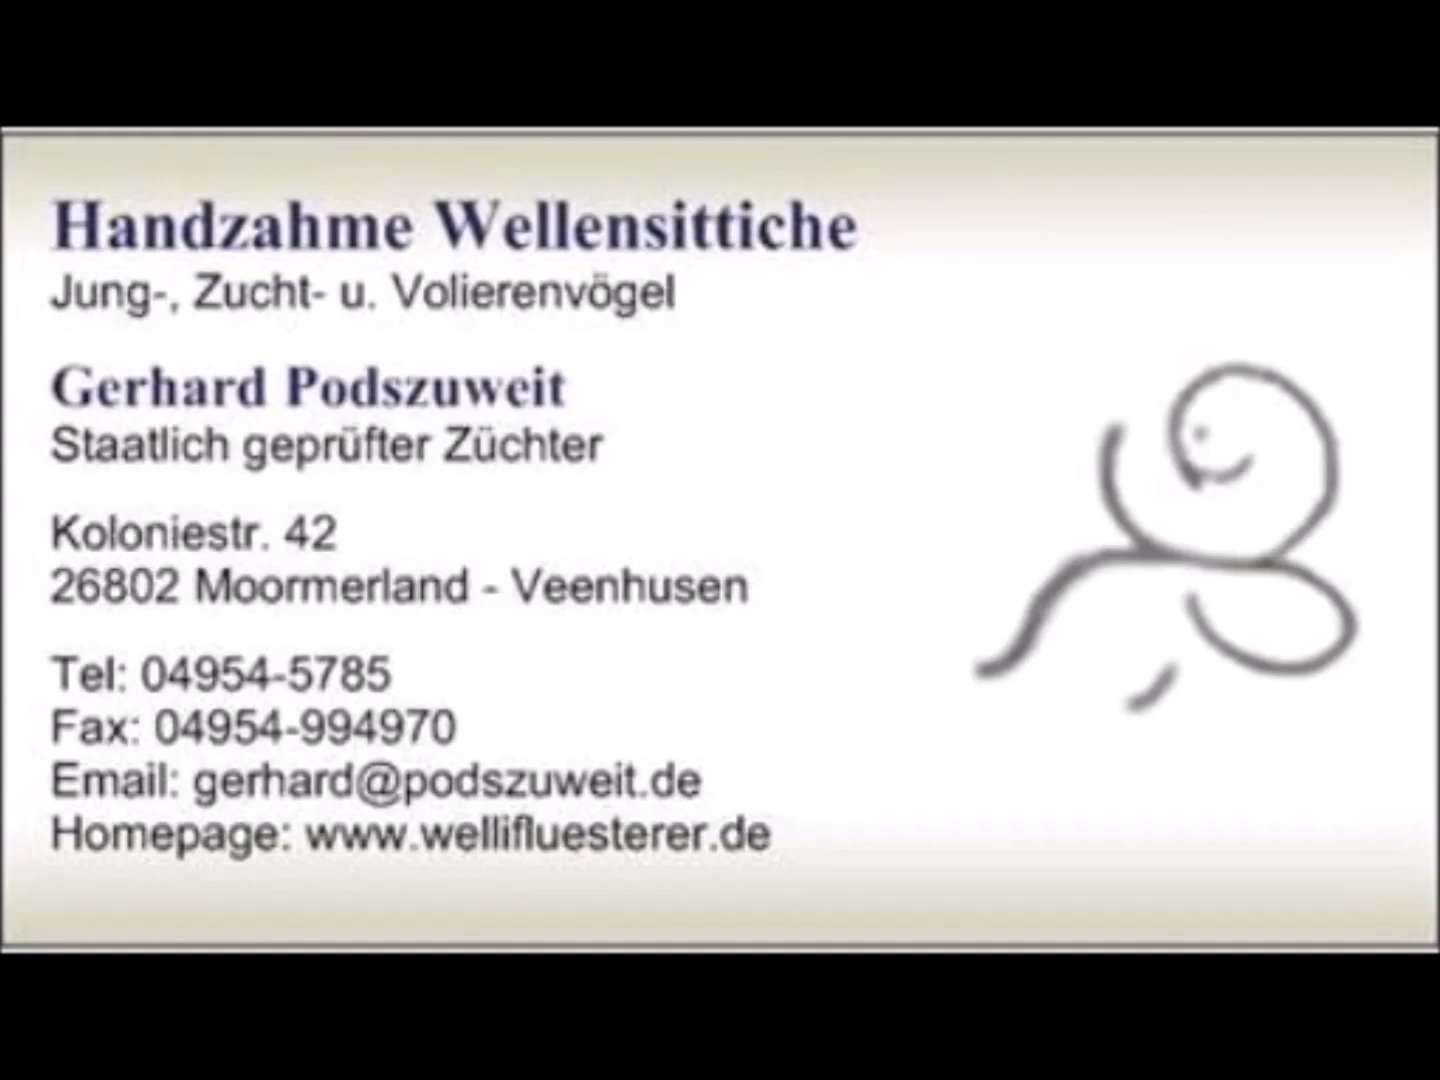 Handzahme Wellensittiche
Jung-, Zucht- u. Volierenvögel
Gerhard Podszuweit
Staatlich geprüfter Züchter
Koloniestr. 42
26802 Moormerland - Veenhusen
Tel: 04954-5785
Fax: 04954-994970
Email: gerhard@podszuweit.de
Homepage: www.wellifluesterer.de